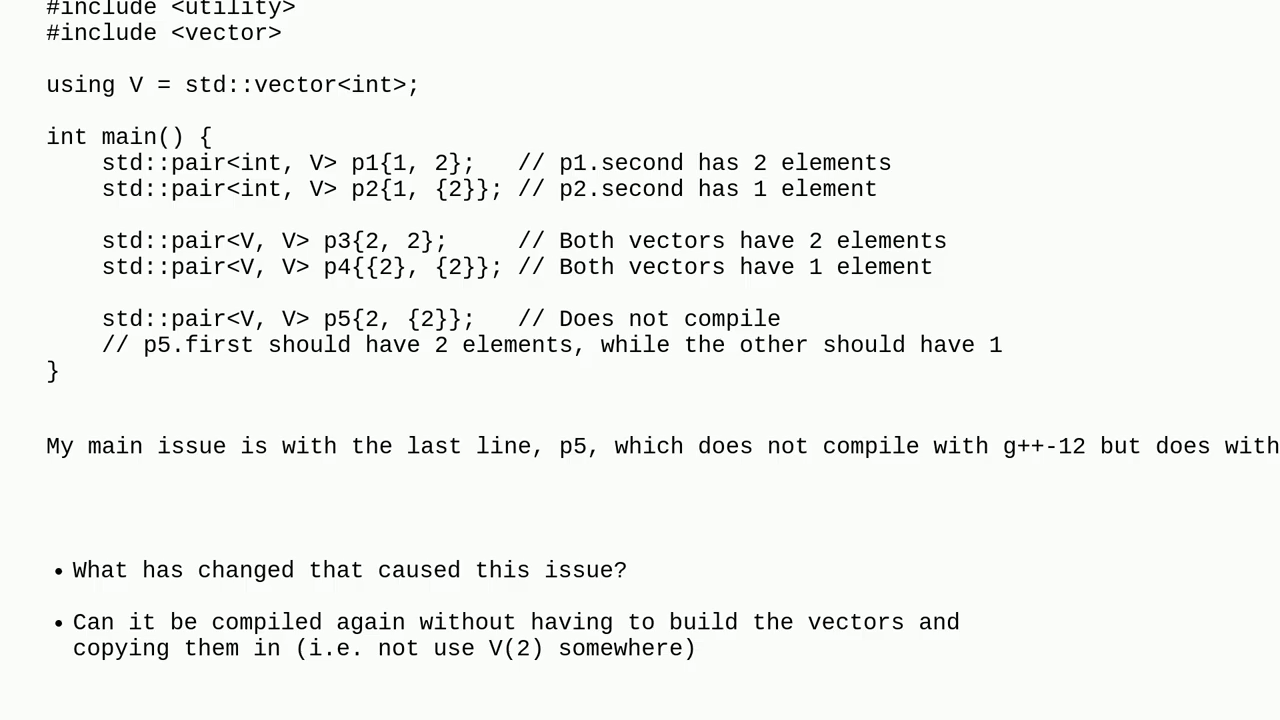 #include <utility>
#include <vector>

using V = std::vector<int>;

int main() {
    std::pair<int, V> p1{1, 2};   // p1.second has 2 elements
    std::pair<int, V> p2{1, {2}}; // p2.second has 1 element

    std::pair<V, V> p3{2, 2};     // Both vectors have 2 elements
    std::pair<V, V> p4{{2}, {2}}; // Both vectors have 1 element

    std::pair<V, V> p5{2, {2}};   // Does not compile
    // p5.first should have 2 elements, while the other should have 1
}

My main issue is with the last line, p5, which does not compile with g++-12 but does with

• What has changed that caused this issue?

• Can it be compiled again without having to build the vectors and
copying them in (i.e. not use V(2) somewhere)